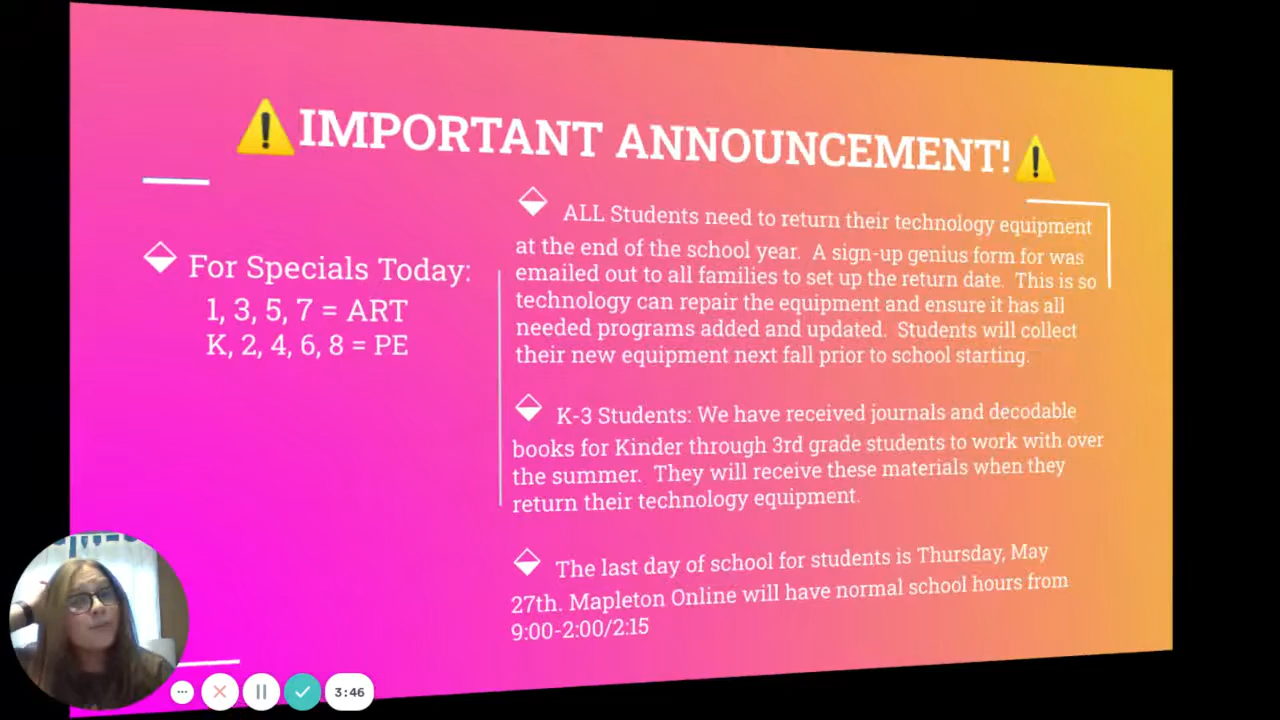 ⚠️IMPORTANT ANNOUNCEMENT!⚠️
For Specials Today:
1, 3, 5, 7 = ART
K, 2, 4, 6, 8 = PE
ALL Students need to return their technology equipment
at the end of the school year.  A sign-up genius form for was
emailed out to all families to set up the return date.  This is so
technology can repair the equipment and ensure it has all
needed programs added and updated.  Students will collect
their new equipment next fall prior to school starting.
K-3 Students: We have received journals and decodable
books for Kinder through 3rd grade students to work with over
the summer.  They will receive these materials when they
return their technology equipment.
The last day of school for students is Thursday, May
27th. Mapleton Online will have normal school hours from
9:00-2:00/2:15
3:46